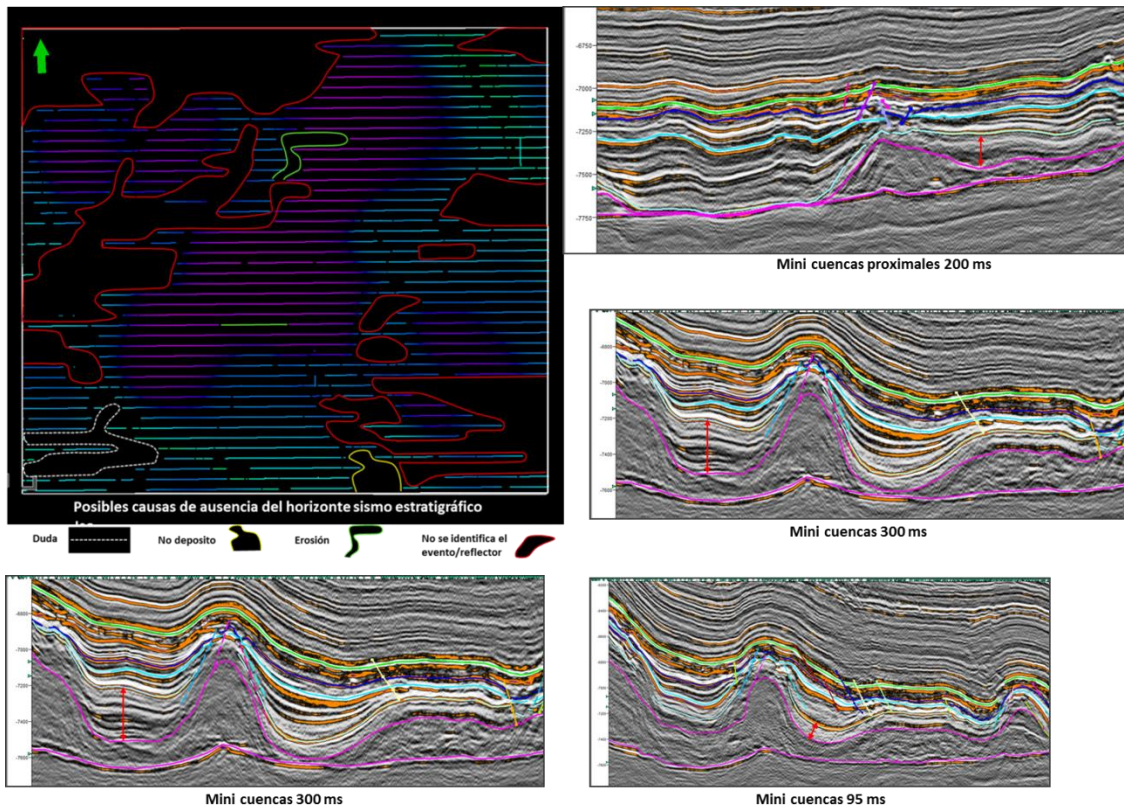 -6750
-7000
-7250
-7500
-7750
Mini cuencas proximales 200 ms
Mini cuencas 300 ms
Posibles causas de ausencia del horizonte sismo estratigráfico
Duda
No deposito
Erosión
No se identifica el
evento/reflector
Mini cuencas 300 ms
Mini cuencas 95 ms